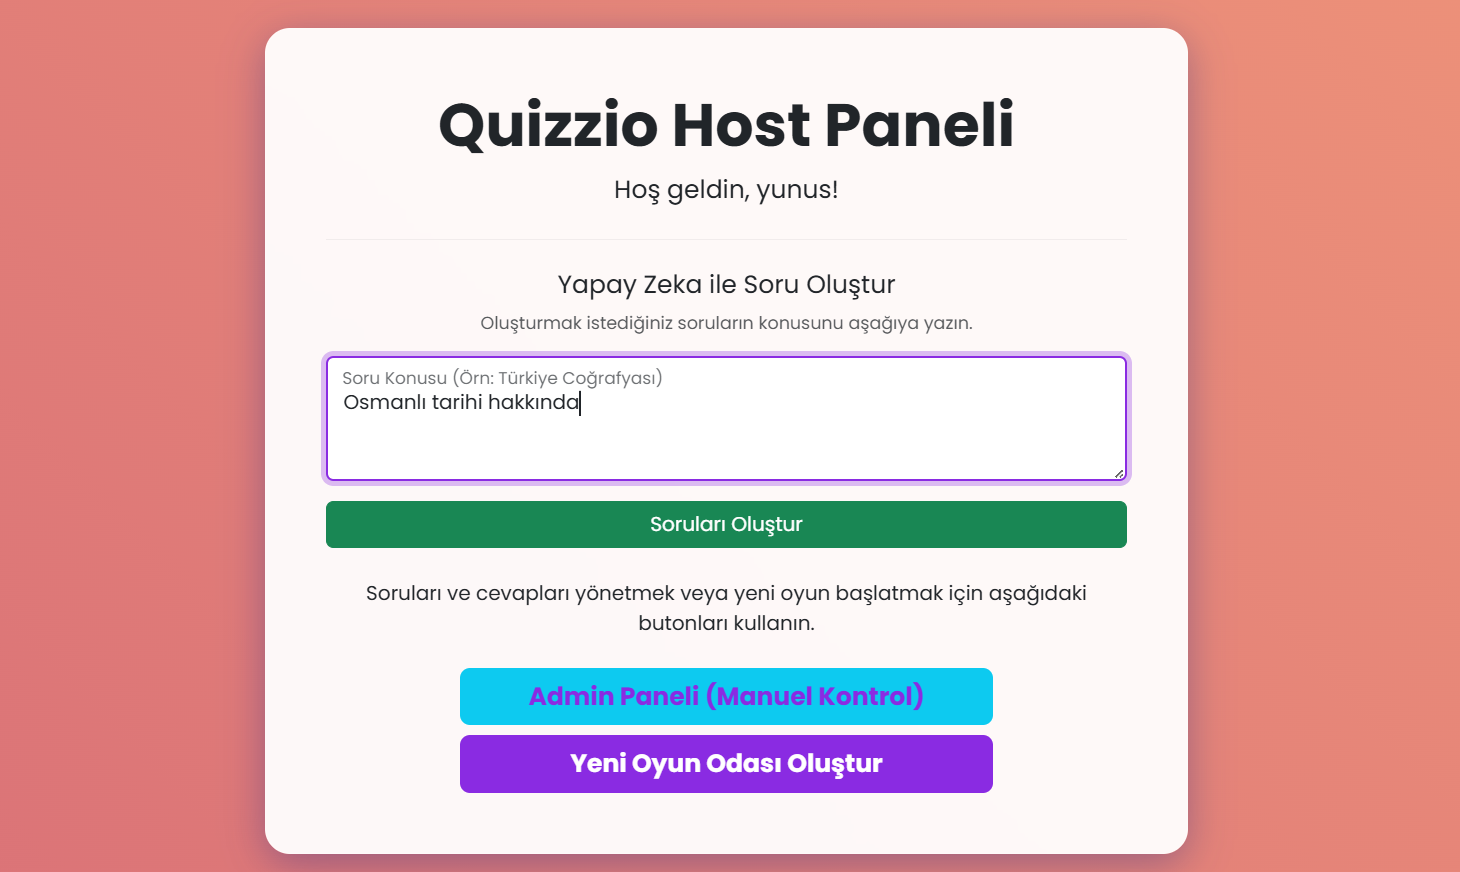 Quizzio Host Paneli
Hoş geldin, yunus!
Yapay Zeka ile Soru Oluştur
Oluşturmak istediğiniz soruların konusunu aşağıya yazın.
Soru Konusu (Örn: Türkiye Coğrafyası)
Osmanlı tarihi hakkında
Soruları Oluştur
Soruları ve cevapları yönetmek veya yeni oyun başlatmak için aşağıdaki
butonları kullanın.
Admin Paneli (Manuel Kontrol)
Yeni Oyun Odası Oluştur